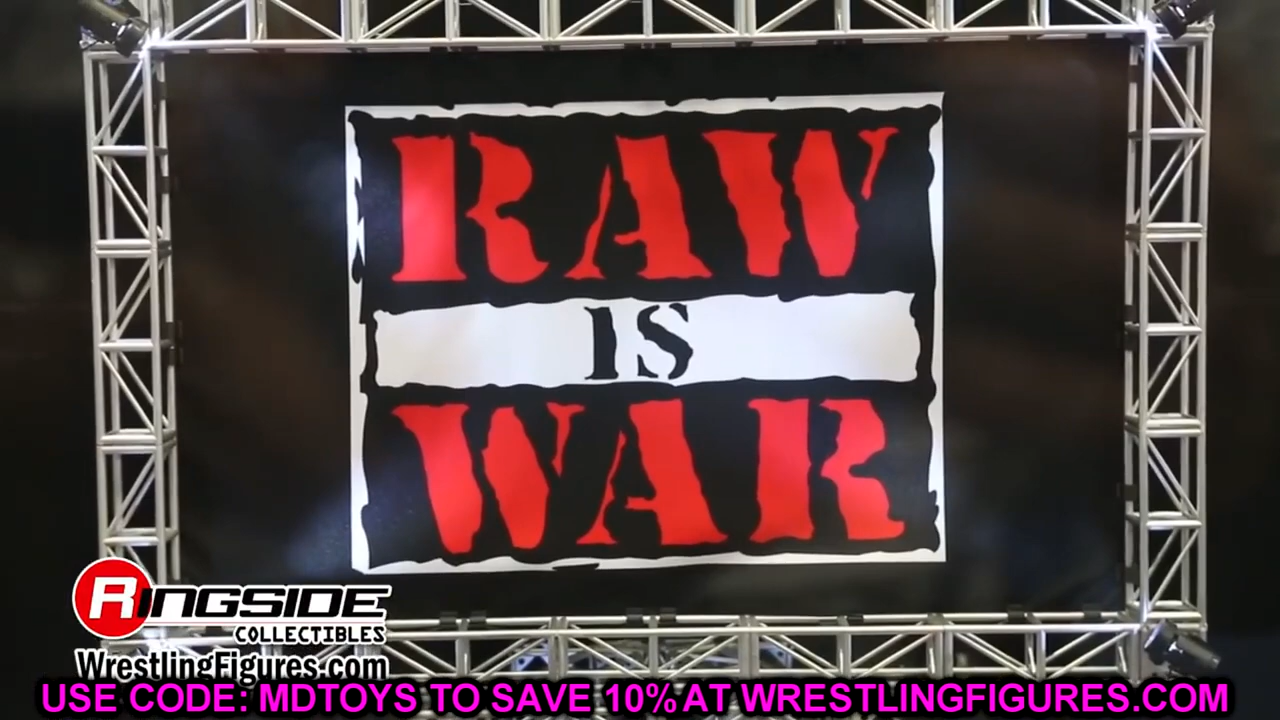 RAW
IS
WAR
RINGSIDE
COLLECTIBLES
WrestlingFigures.com
USE CODE: MDTOYS TO SAVE 10% AT WRESTLINGFIGURES.COM